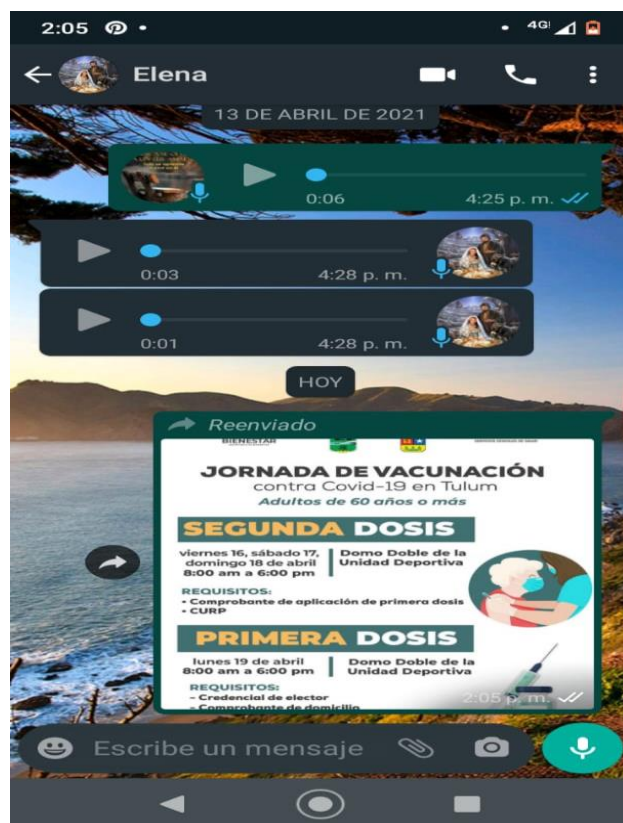 2:05
4G
Elena
13 DE ABRIL DE 2021
0:06 4:25 p. m.
0:03 4:28 p. m.
0:01 4:28 p. m.
HOY
Reenviado
BIENESTAR
JORNADA DE VACUNACIÓN
contra Covid-19 en Tulum
Adultos de 60 años o más
SEGUNDA DOSIS
viernes 16, sábado 17,
domingo 18 de abril
8:00 am a 6:00 pm
Domo Doble de la
Unidad Deportiva
REQUISITOS:
• Comprobante de aplicación de primera dosis
• CURP
PRIMERA DOSIS
lunes 19 de abril
8:00 am a 6:00 pm
Domo Doble de la
Unidad Deportiva
REQUISITOS:
- Credencial de elector
- Comprobante de domicilio
2:05 p. m.
Escribe un mensaje